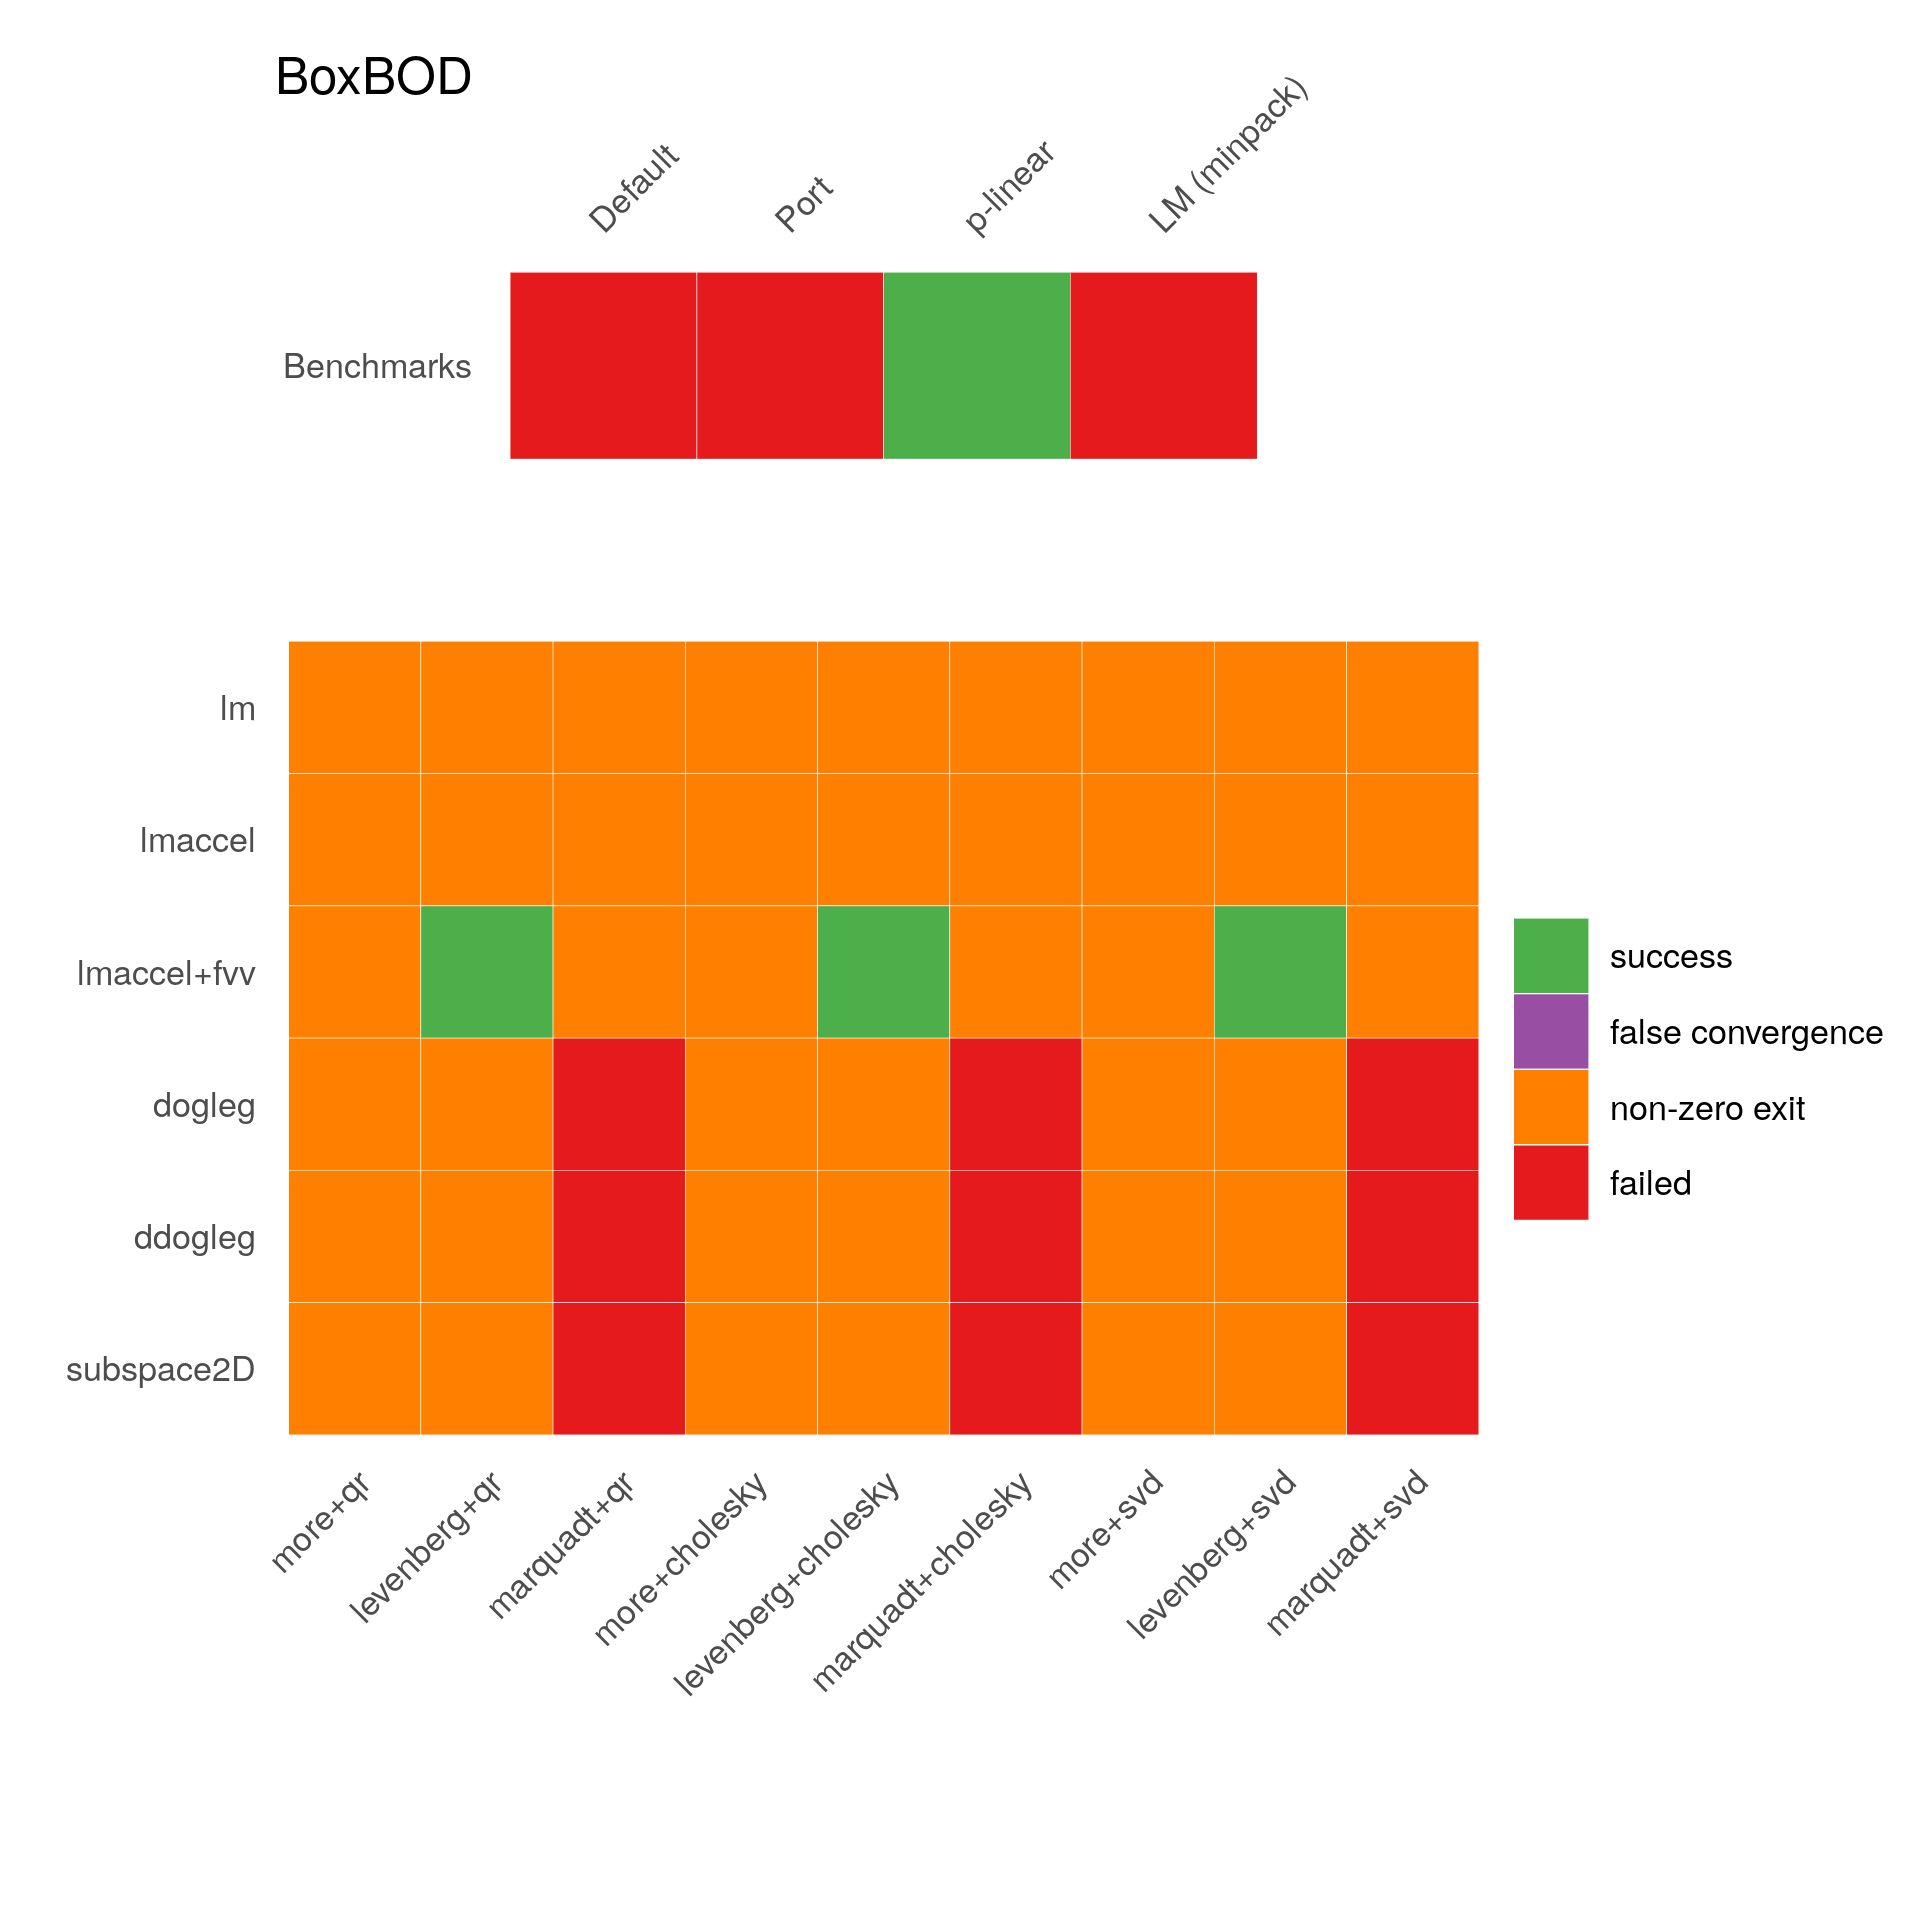 BoxBOD
Default
Port
p-linear
LM (minpack)
Benchmarks
lm
lmaccel
lmaccel+fvv
dogleg
ddogleg
subspace2D
more+qr
levenberg+qr
marquadt+qr
more+cholesky
levenberg+cholesky
marquadt+cholesky
more+svd
levenberg+svd
marquadt+svd
success
false convergence
non-zero exit
failed